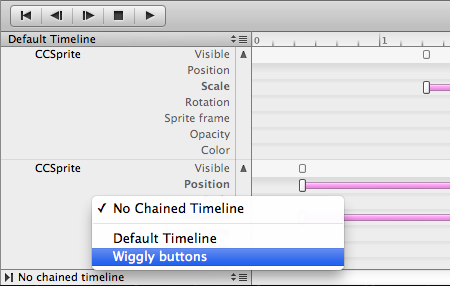 Default Timeline 0 1
CCSprite Visible
Position
Scale
Rotation
Sprite frame
Opacity
Color
CCSprite Visible
Position
✓ No Chained Timeline
Default Timeline
Wiggly buttons
No chained timeline